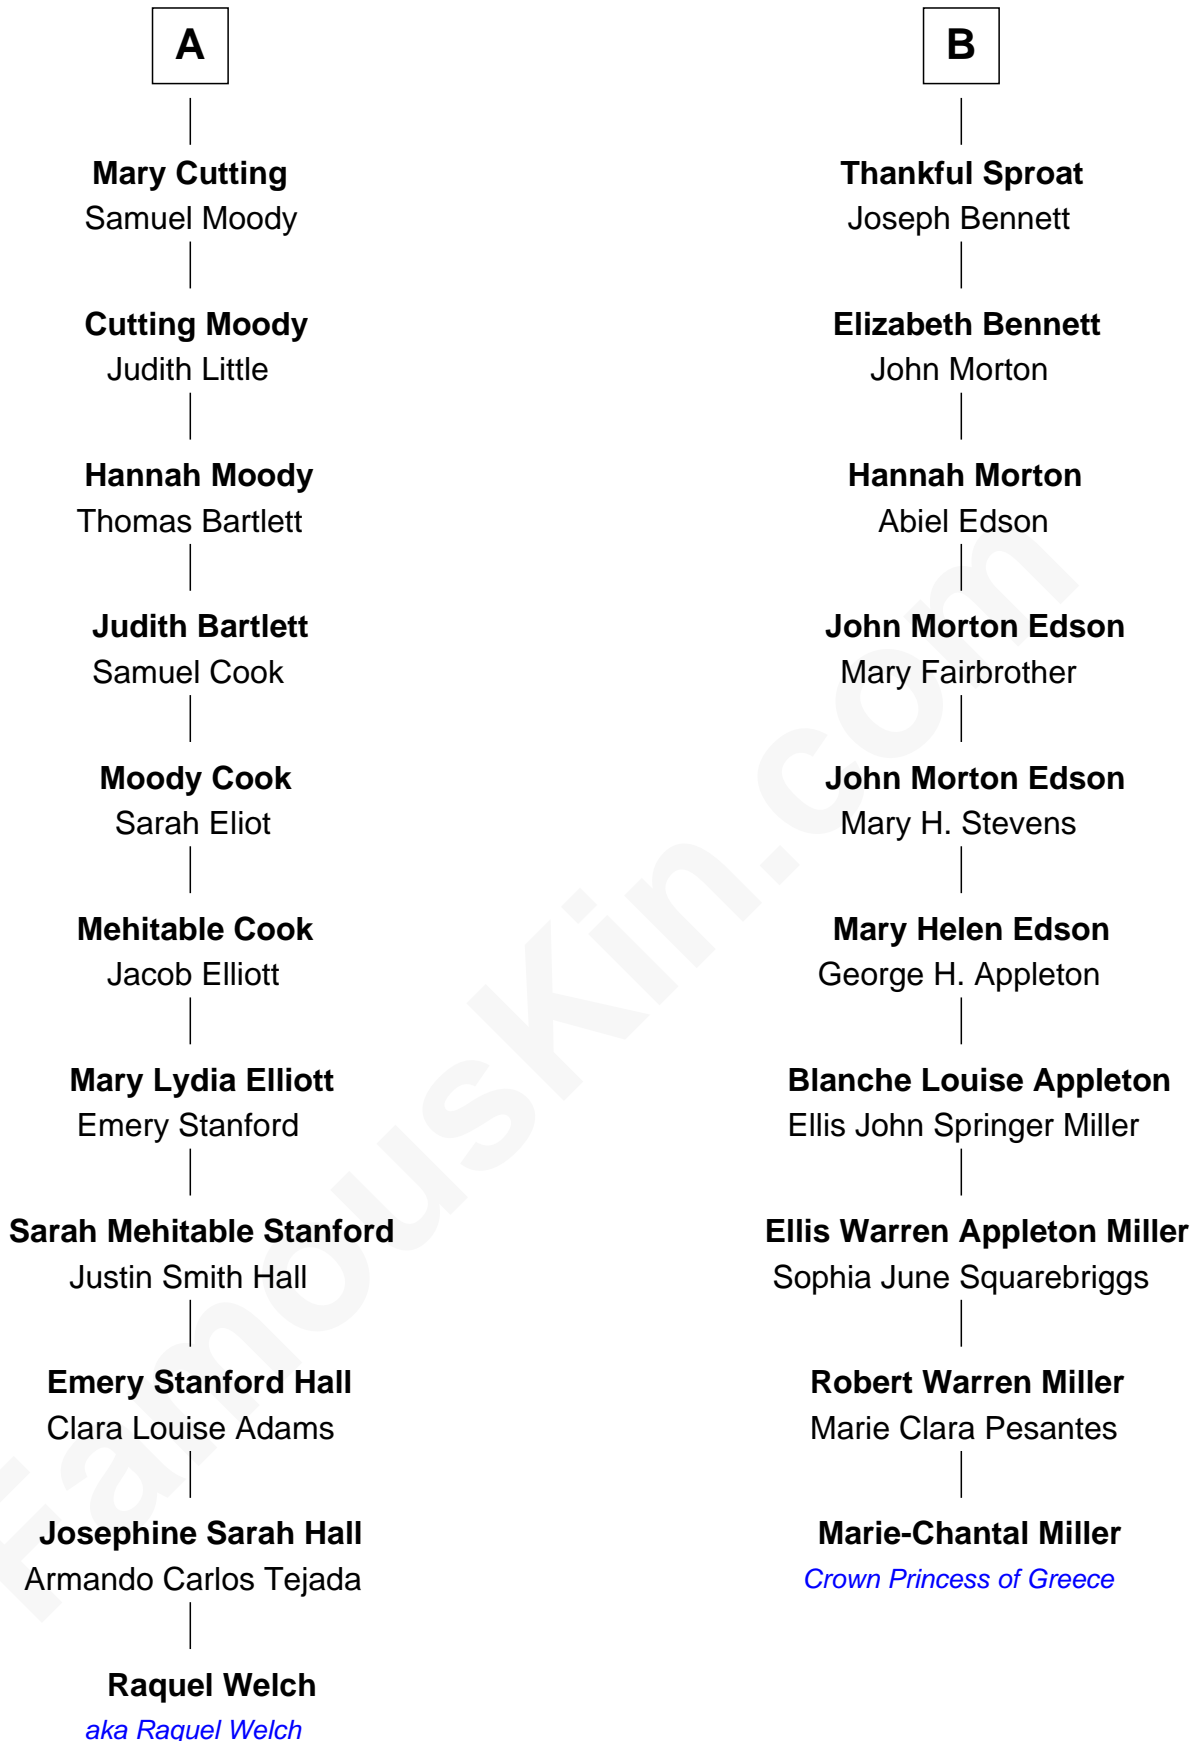 A
Mary Cutting
Samuel Moody
Cutting Moody
Judith Little
Hannah Moody
Thomas Bartlett
Judith Bartlett
Samuel Cook
Moody Cook
Sarah Eliot
Mehitable Cook
Jacob Elliott
Mary Lydia Elliott
Emery Stanford
Sarah Mehitable Stanford
Justin Smith Hall
Emery Stanford Hall
Clara Louise Adams
Josephine Sarah Hall
Armando Carlos Tejada
Raquel Welch
aka Raquel Welch
B
Thankful Sproat
Joseph Bennett
Elizabeth Bennett
John Morton
Hannah Morton
Abiel Edson
John Morton Edson
Mary Fairbrother
John Morton Edson
Mary H. Stevens
Mary Helen Edson
George H. Appleton
Blanche Louise Appleton
Ellis John Springer Miller
Ellis Warren Appleton Miller
Sophia June Squarebriggs
Robert Warren Miller
Marie Clara Pesantes
Marie-Chantal Miller
Crown Princess of Greece
FamousKin.com